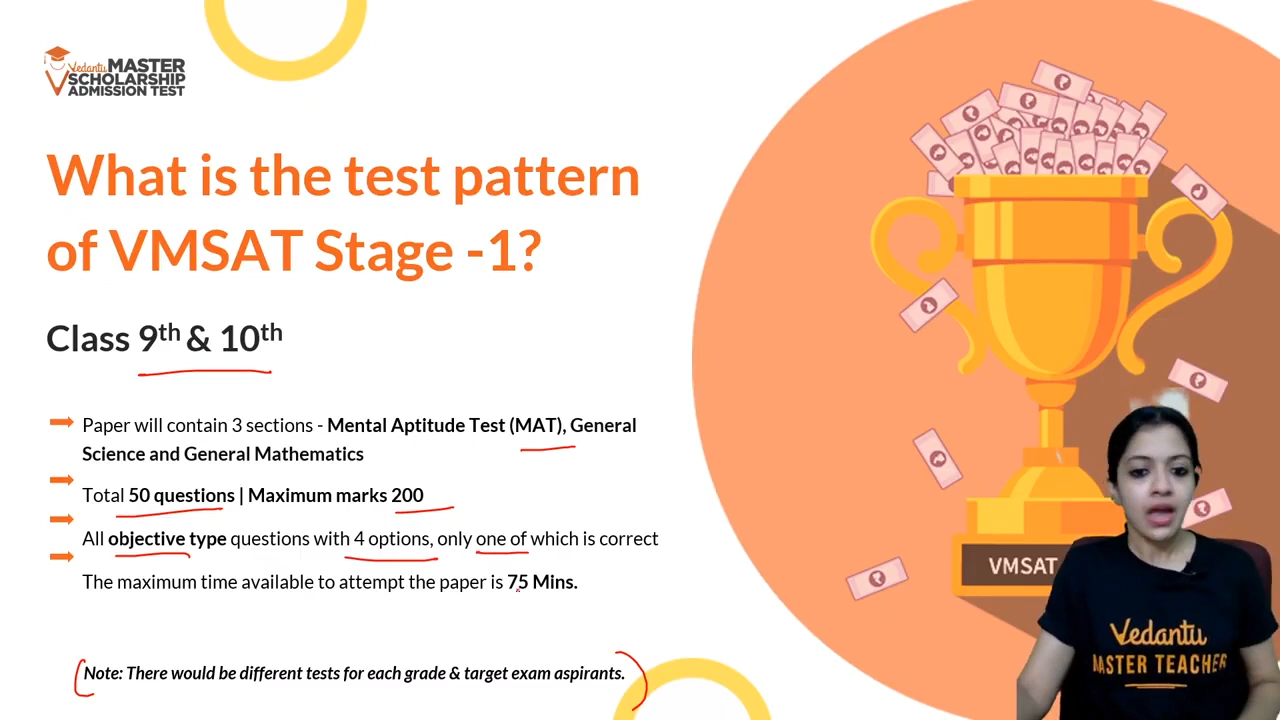 Vedantu MASTER
SCHOLARSHIP
ADMISSION TEST
What is the test pattern
of VMSAT Stage -1?
Class 9th & 10th
Paper will contain 3 sections - Mental Aptitude Test (MAT), General
Science and General Mathematics
Total 50 questions | Maximum marks 200
All objective type questions with 4 options, only one of which is correct
The maximum time available to attempt the paper is 75 Mins.
Note: There would be different tests for each grade & target exam aspirants.
VMSAT
Vedantu
MASTER TEACHER